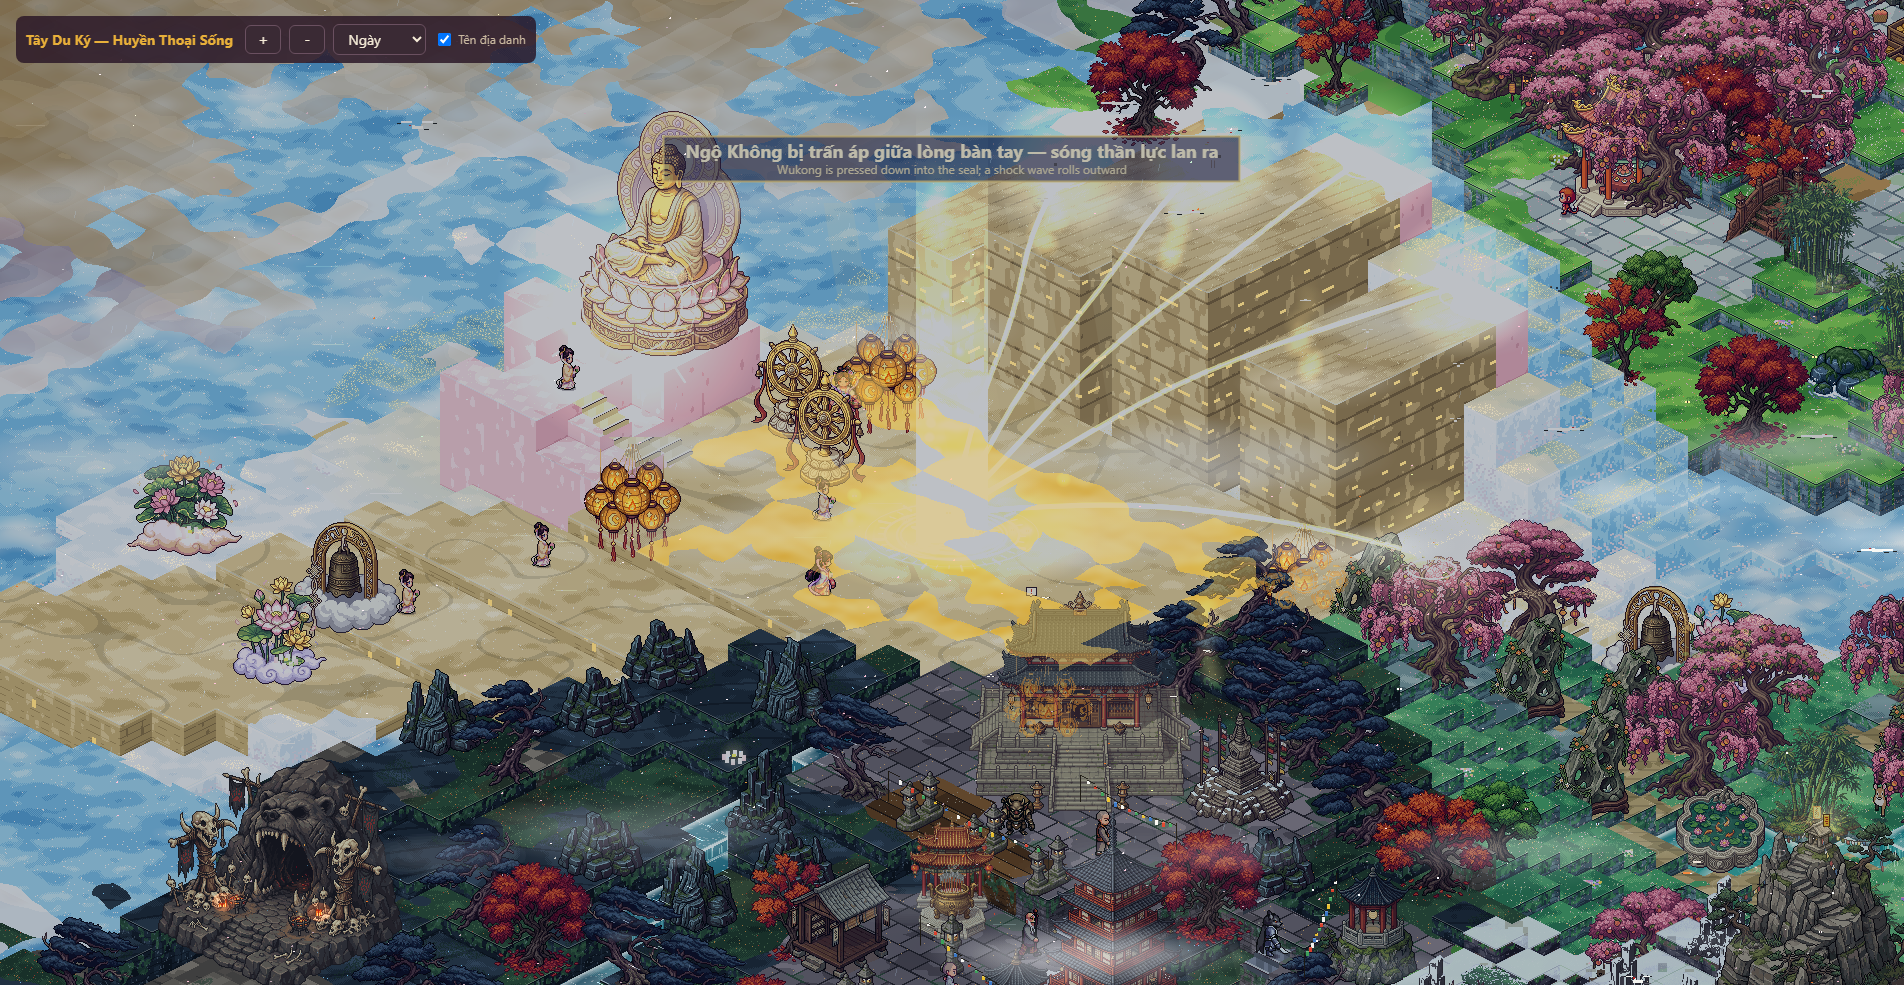 Tây Du Ký — Huyền Thoại Sống + - Ngày Tên địa danh
Ngộ Không bị trấn áp giữa lòng bàn tay — sóng thần lực lan ra
Wukong is pressed down into the seal; a shock wave rolls outward